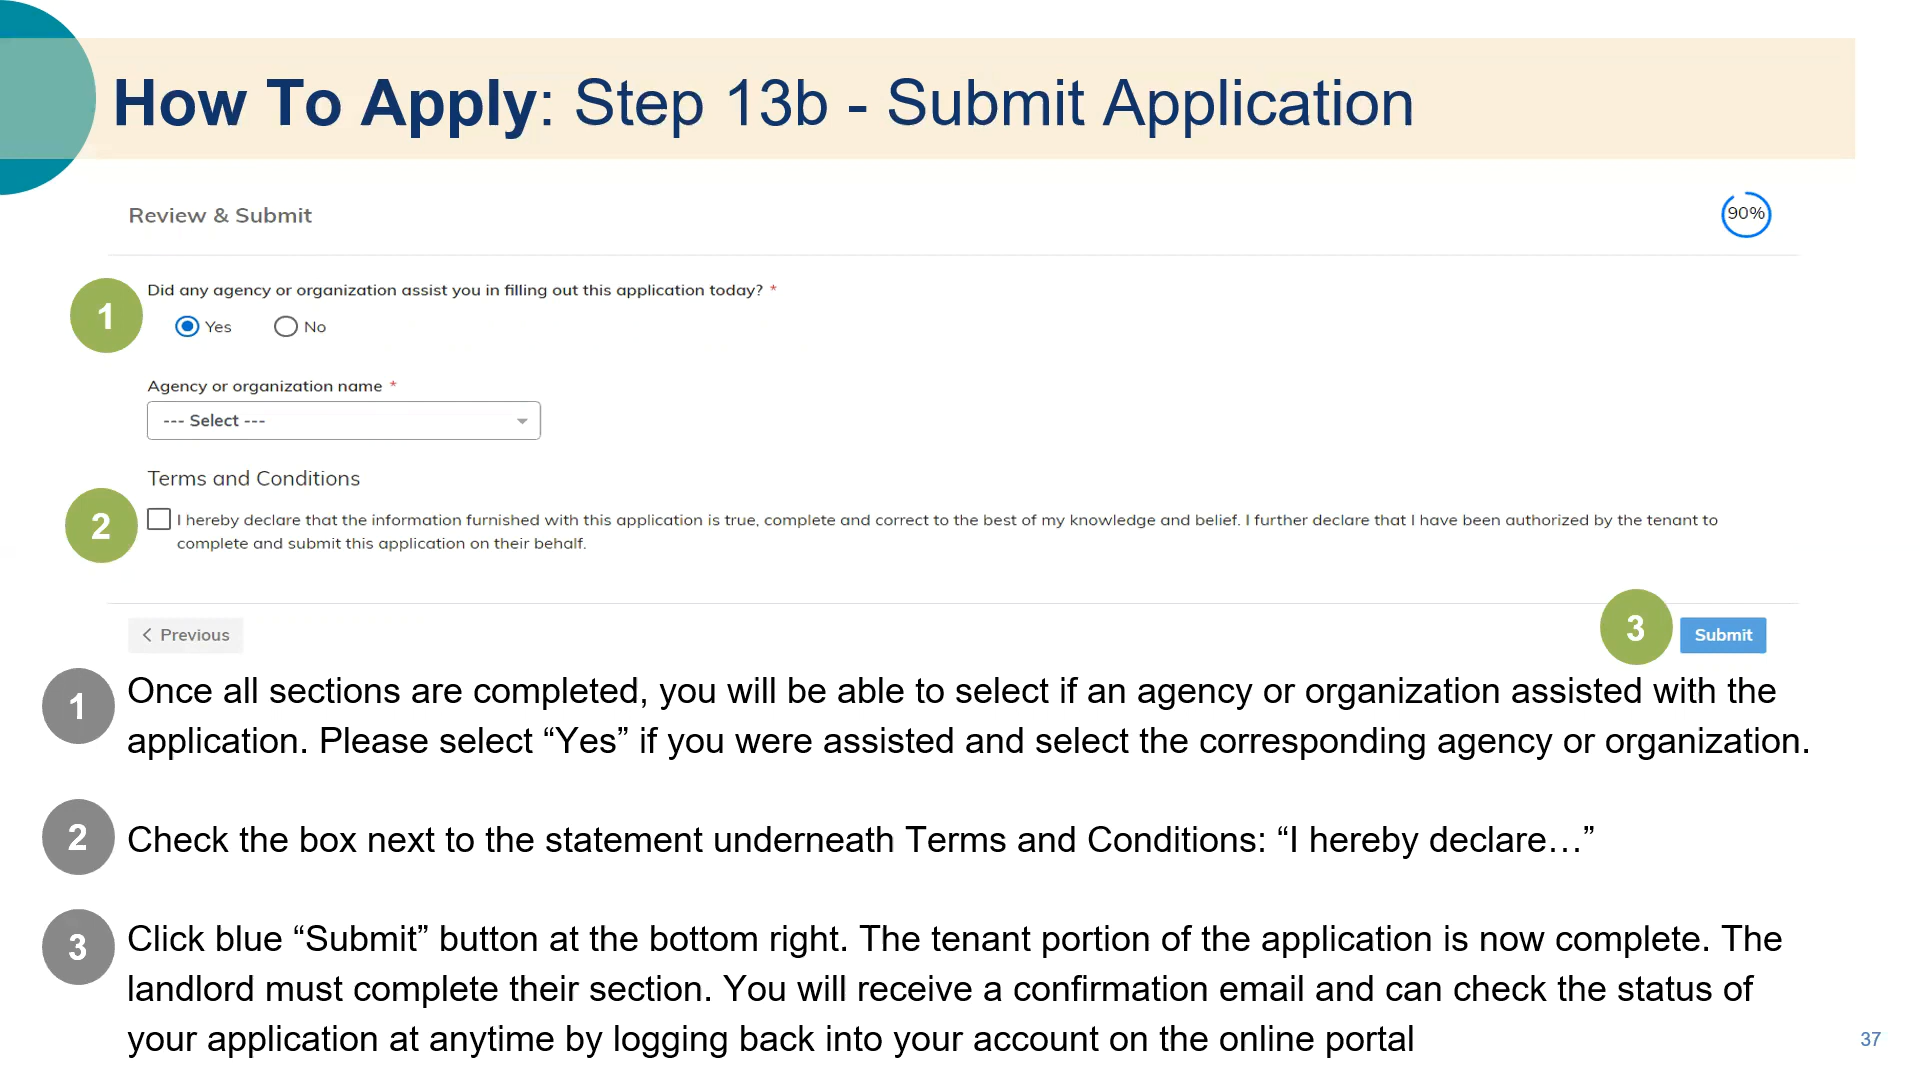 How To Apply: Step 13b - Submit Application
Review & Submit
90%
1
Did any agency or organization assist you in filling out this application today? *
Yes
No
Agency or organization name *
--- Select ---
Terms and Conditions
2
I hereby declare that the information furnished with this application is true, complete and correct to the best of my knowledge and belief. I further declare that I have been authorized by the tenant to
complete and submit this application on their behalf.
Previous
3
Submit
1
Once all sections are completed, you will be able to select if an agency or organization assisted with the
application. Please select “Yes” if you were assisted and select the corresponding agency or organization.
2
Check the box next to the statement underneath Terms and Conditions: “I hereby declare…”
3
Click blue “Submit” button at the bottom right. The tenant portion of the application is now complete. The
landlord must complete their section. You will receive a confirmation email and can check the status of
your application at anytime by logging back into your account on the online portal
37